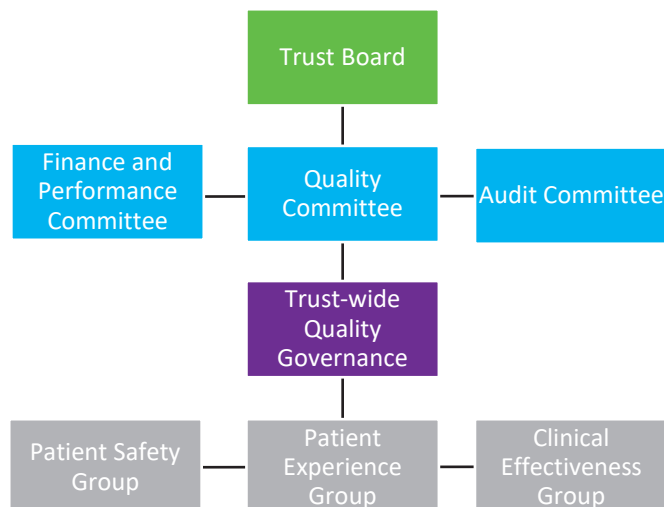 Trust Board
Finance and
Performance
Committee
Quality
Committee
Audit Committee
Trust-wide
Quality
Governance
Patient Safety
Group
Patient
Experience
Group
Clinical
Effectiveness
Group